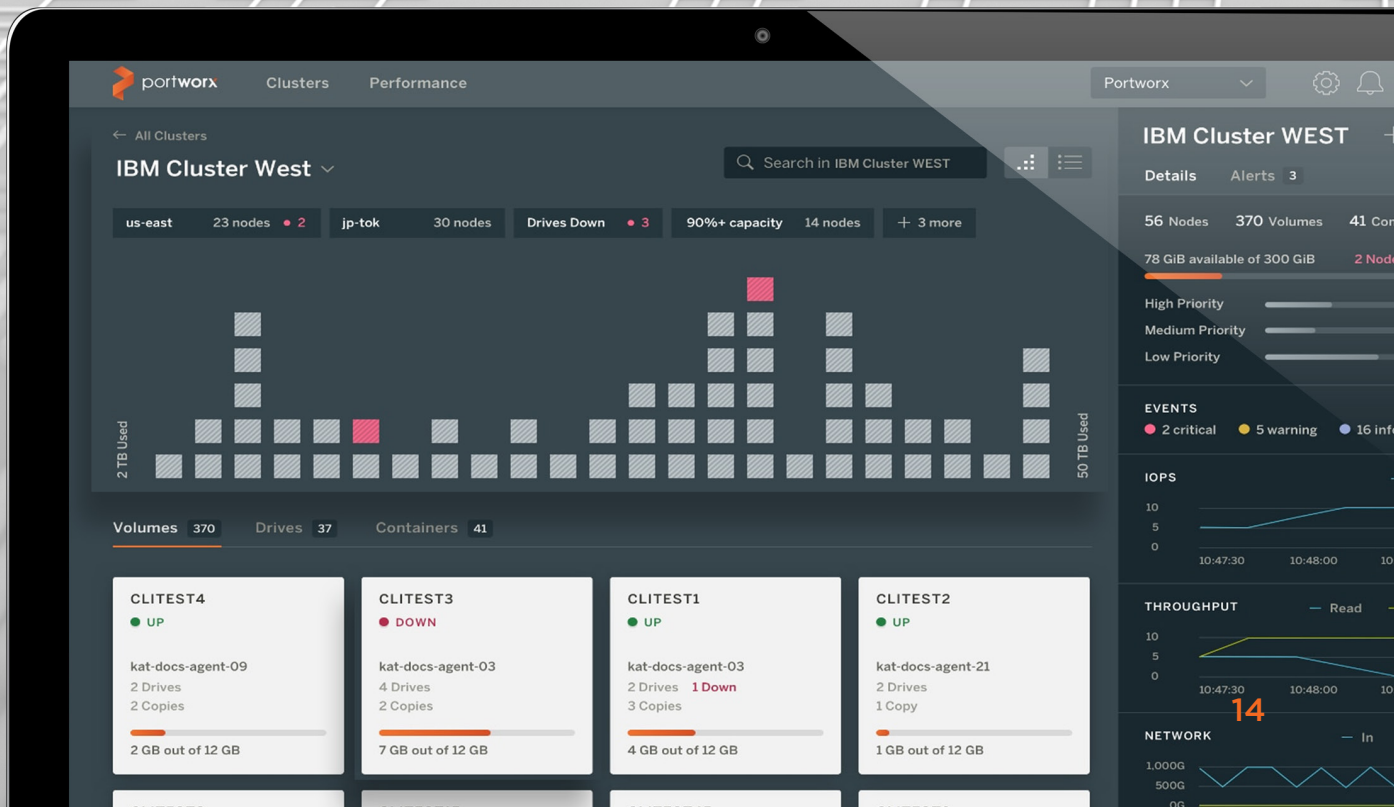 portworx
Clusters
Performance
Portworx
All Clusters
IBM Cluster West
Search in IBM Cluster WEST
us-east 23 nodes 2
jp-tok 30 nodes
Drives Down 3
90%+ capacity 14 nodes
+ 3 more
2 TB Used
50 TB Used
Volumes 370
Drives 37
Containers 41
CLITEST4
UP
kat-docs-agent-09
2 Drives
2 Copies
2 GB out of 12 GB
CLITEST3
DOWN
kat-docs-agent-03
4 Drives
2 Copies
7 GB out of 12 GB
CLITEST1
UP
kat-docs-agent-03
2 Drives 1 Down
3 Copies
4 GB out of 12 GB
CLITEST2
UP
kat-docs-agent-21
2 Drives
1 Copy
1 GB out of 12 GB
IBM Cluster WEST
Details
Alerts 3
56 Nodes 370 Volumes 41
78 GiB available of 300 GiB 2
High Priority
Medium Priority
Low Priority
EVENTS
2 critical 5 warning 16
IOPS
10
5
0
10:47:30 10:48:00
THROUGHPUT — Read
10
5
0
10:47:30 10:48:00
14
NETWORK — In
1,000G
500G
0G